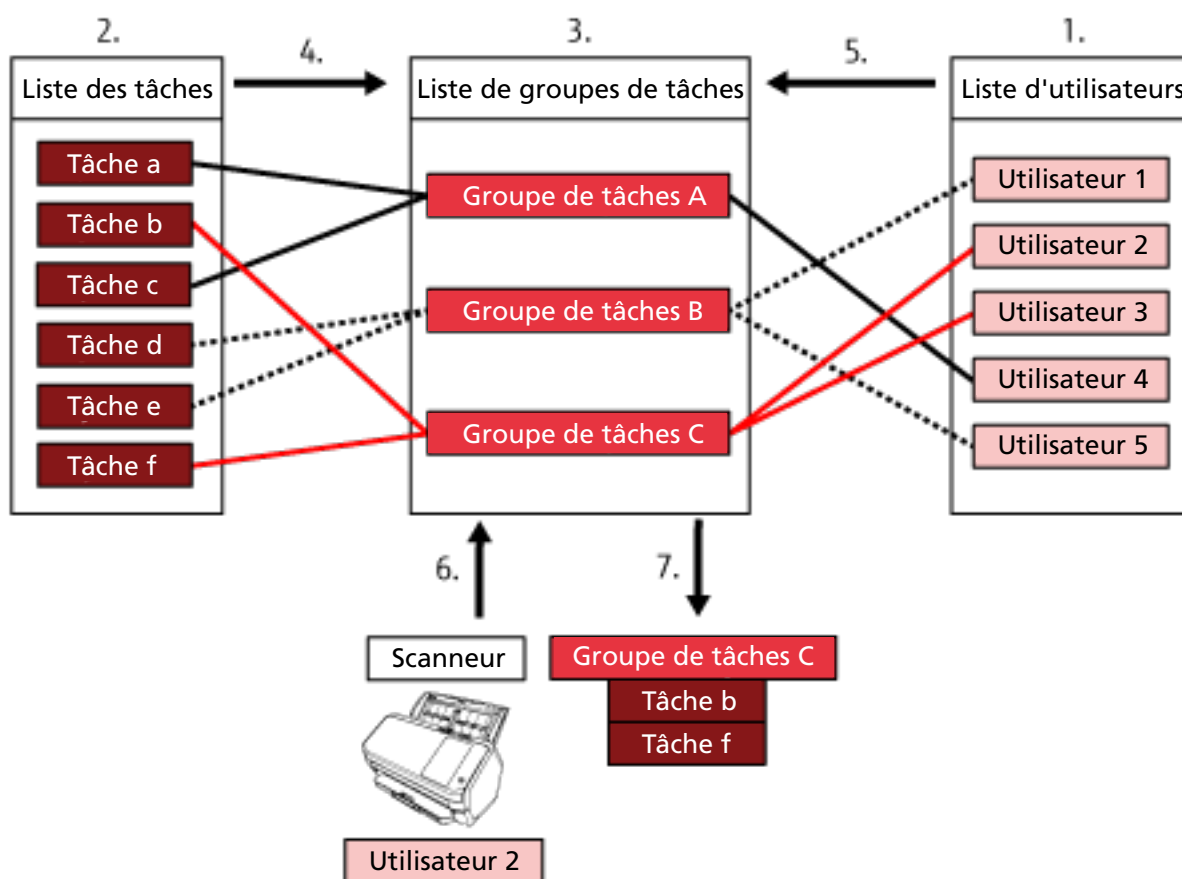 2.
3.
1.
4.
5.
Liste des tâches
Liste de groupes de tâches
Liste d'utilisateurs
Tâche a
Tâche b
Tâche c
Tâche d
Tâche e
Tâche f
Groupe de tâches A
Groupe de tâches B
Groupe de tâches C
Utilisateur 1
Utilisateur 2
Utilisateur 3
Utilisateur 4
Utilisateur 5
6.
7.
Scanneur
Groupe de tâches C
Tâche b
Tâche f
Utilisateur 2